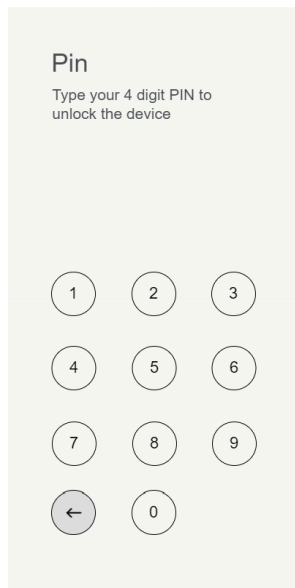 Pin
Type your 4 digit PIN to
unlock the device
1 2 3
4 5 6
7 8 9
← 0